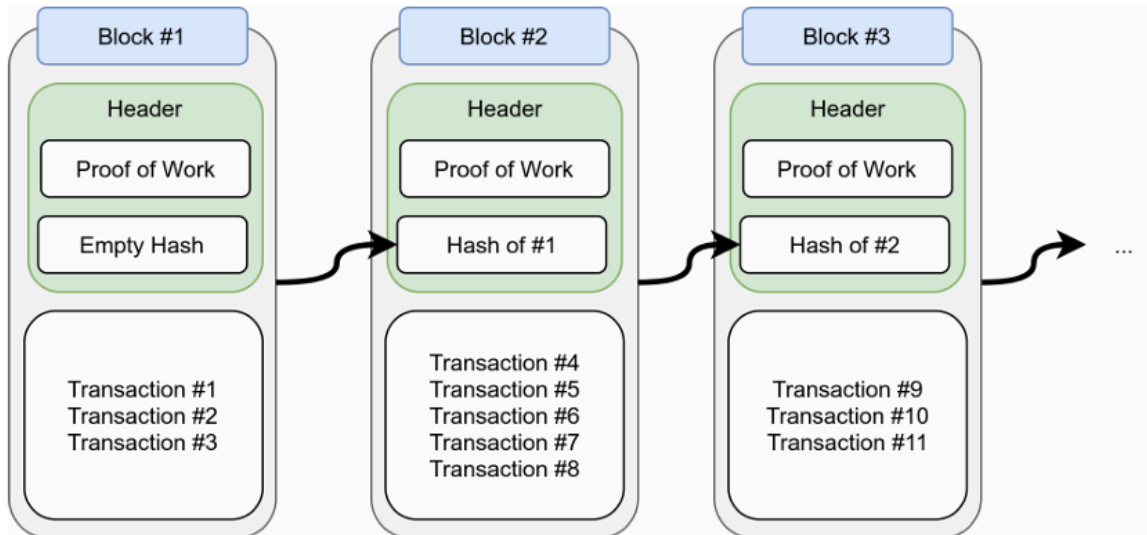 Block #1
Header
Proof of Work
Empty Hash
Transaction #1
Transaction #2
Transaction #3
Block #2
Header
Proof of Work
Hash of #1
Transaction #4
Transaction #5
Transaction #6
Transaction #7
Transaction #8
Block #3
Header
Proof of Work
Hash of #2
Transaction #9
Transaction #10
Transaction #11
...